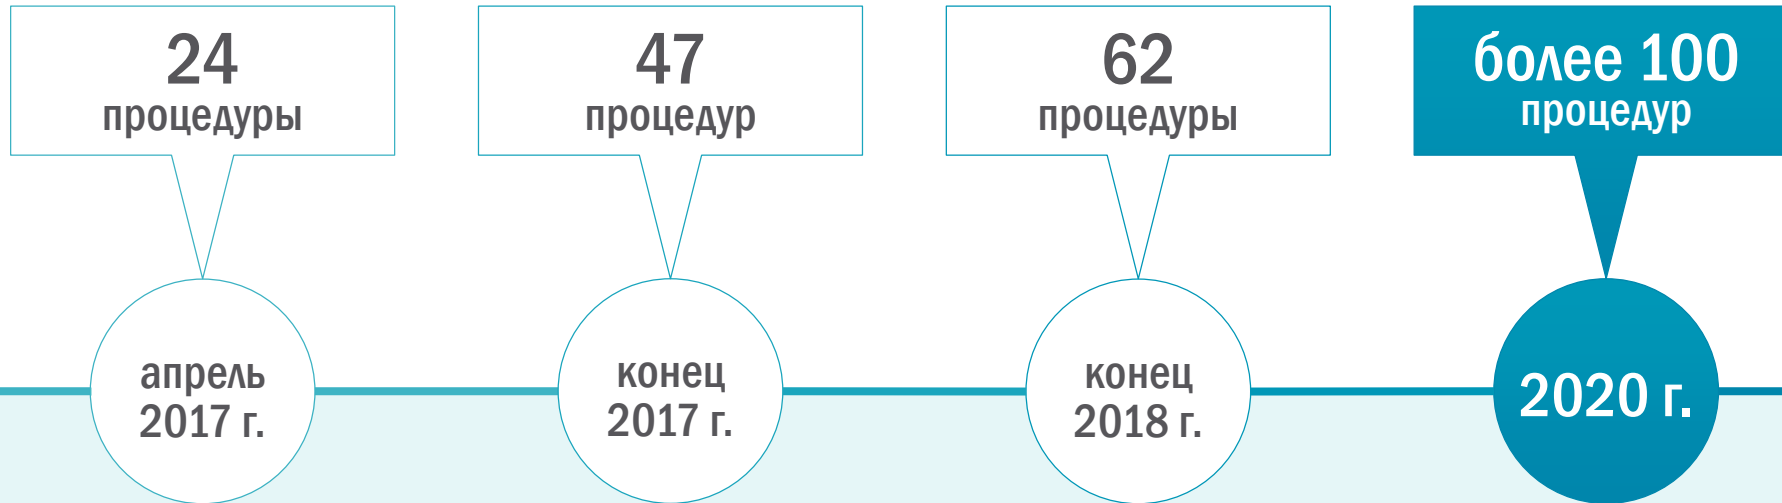 24
процедуры
47
процедур
62
процедуры
более 100
процедур
апрель
2017 г.
конец
2017 г.
конец
2018 г.
2020 г.